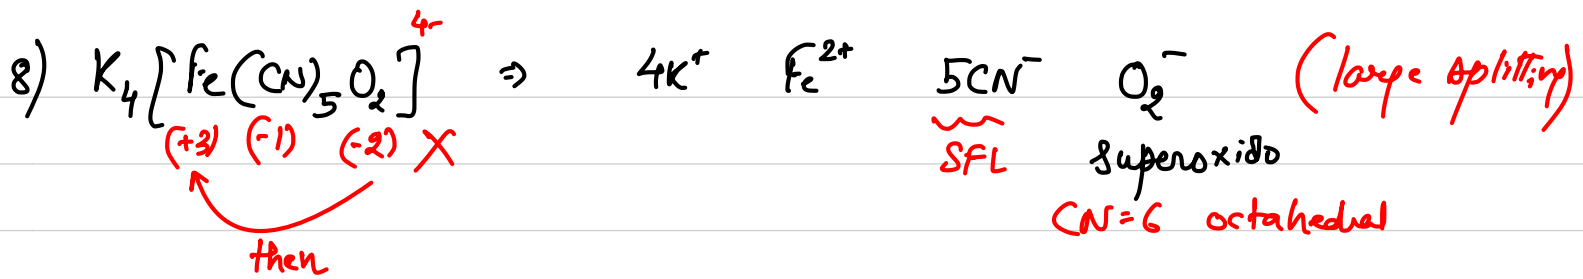 8) K₄[Fe(CN)₅O₂]⁴⁻ ⇒ 4K⁺ Fe²⁺ 5CN⁻ O₂⁻ (large splitting)
(+3) (-1) (-2) X SFL superoxido
CN=6 octahedral
then